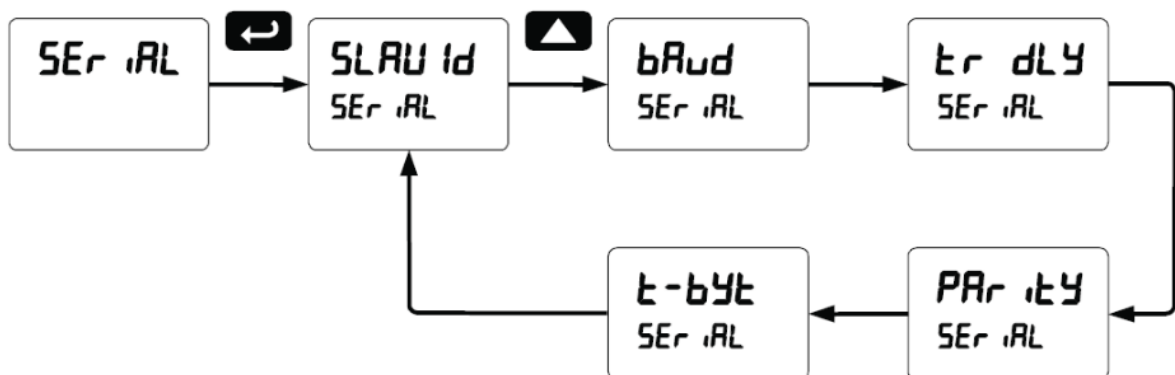 SEr iAL
SLAV Id
SEr iAL
bAud
SEr iAL
tr dLY
SEr iAL
t-bYt
SEr iAL
PAr itY
SEr iAL